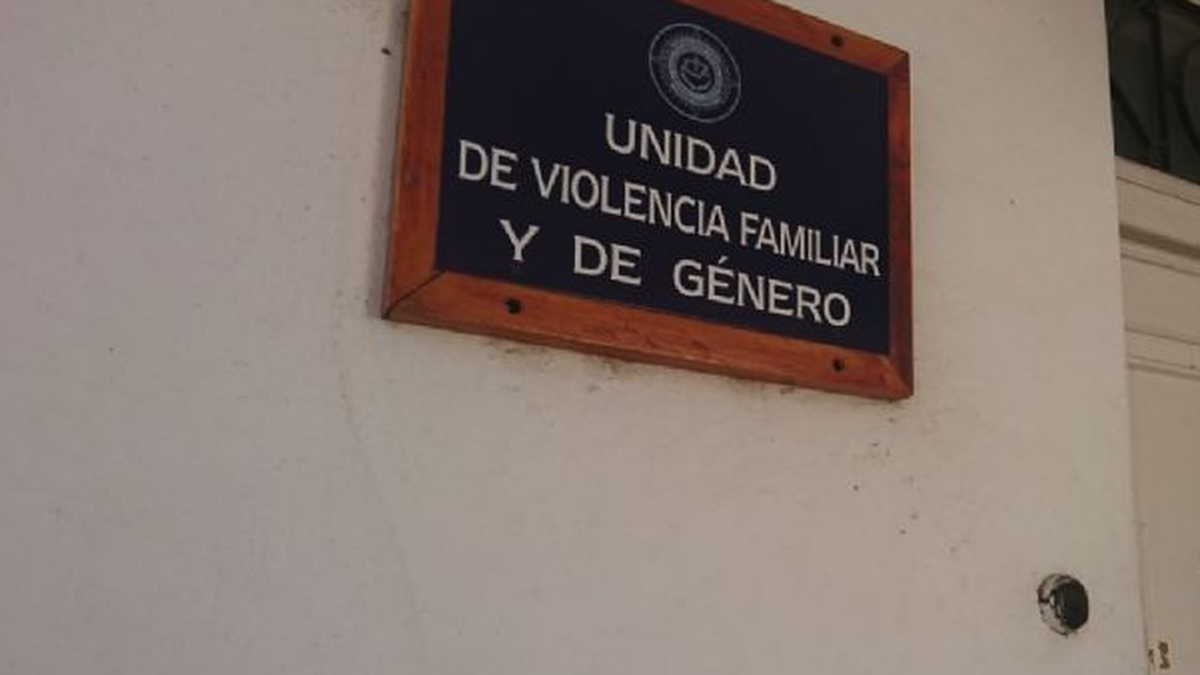 UNIDAD
DE VIOLENCIA FAMILIAR
Y DE GÉNERO